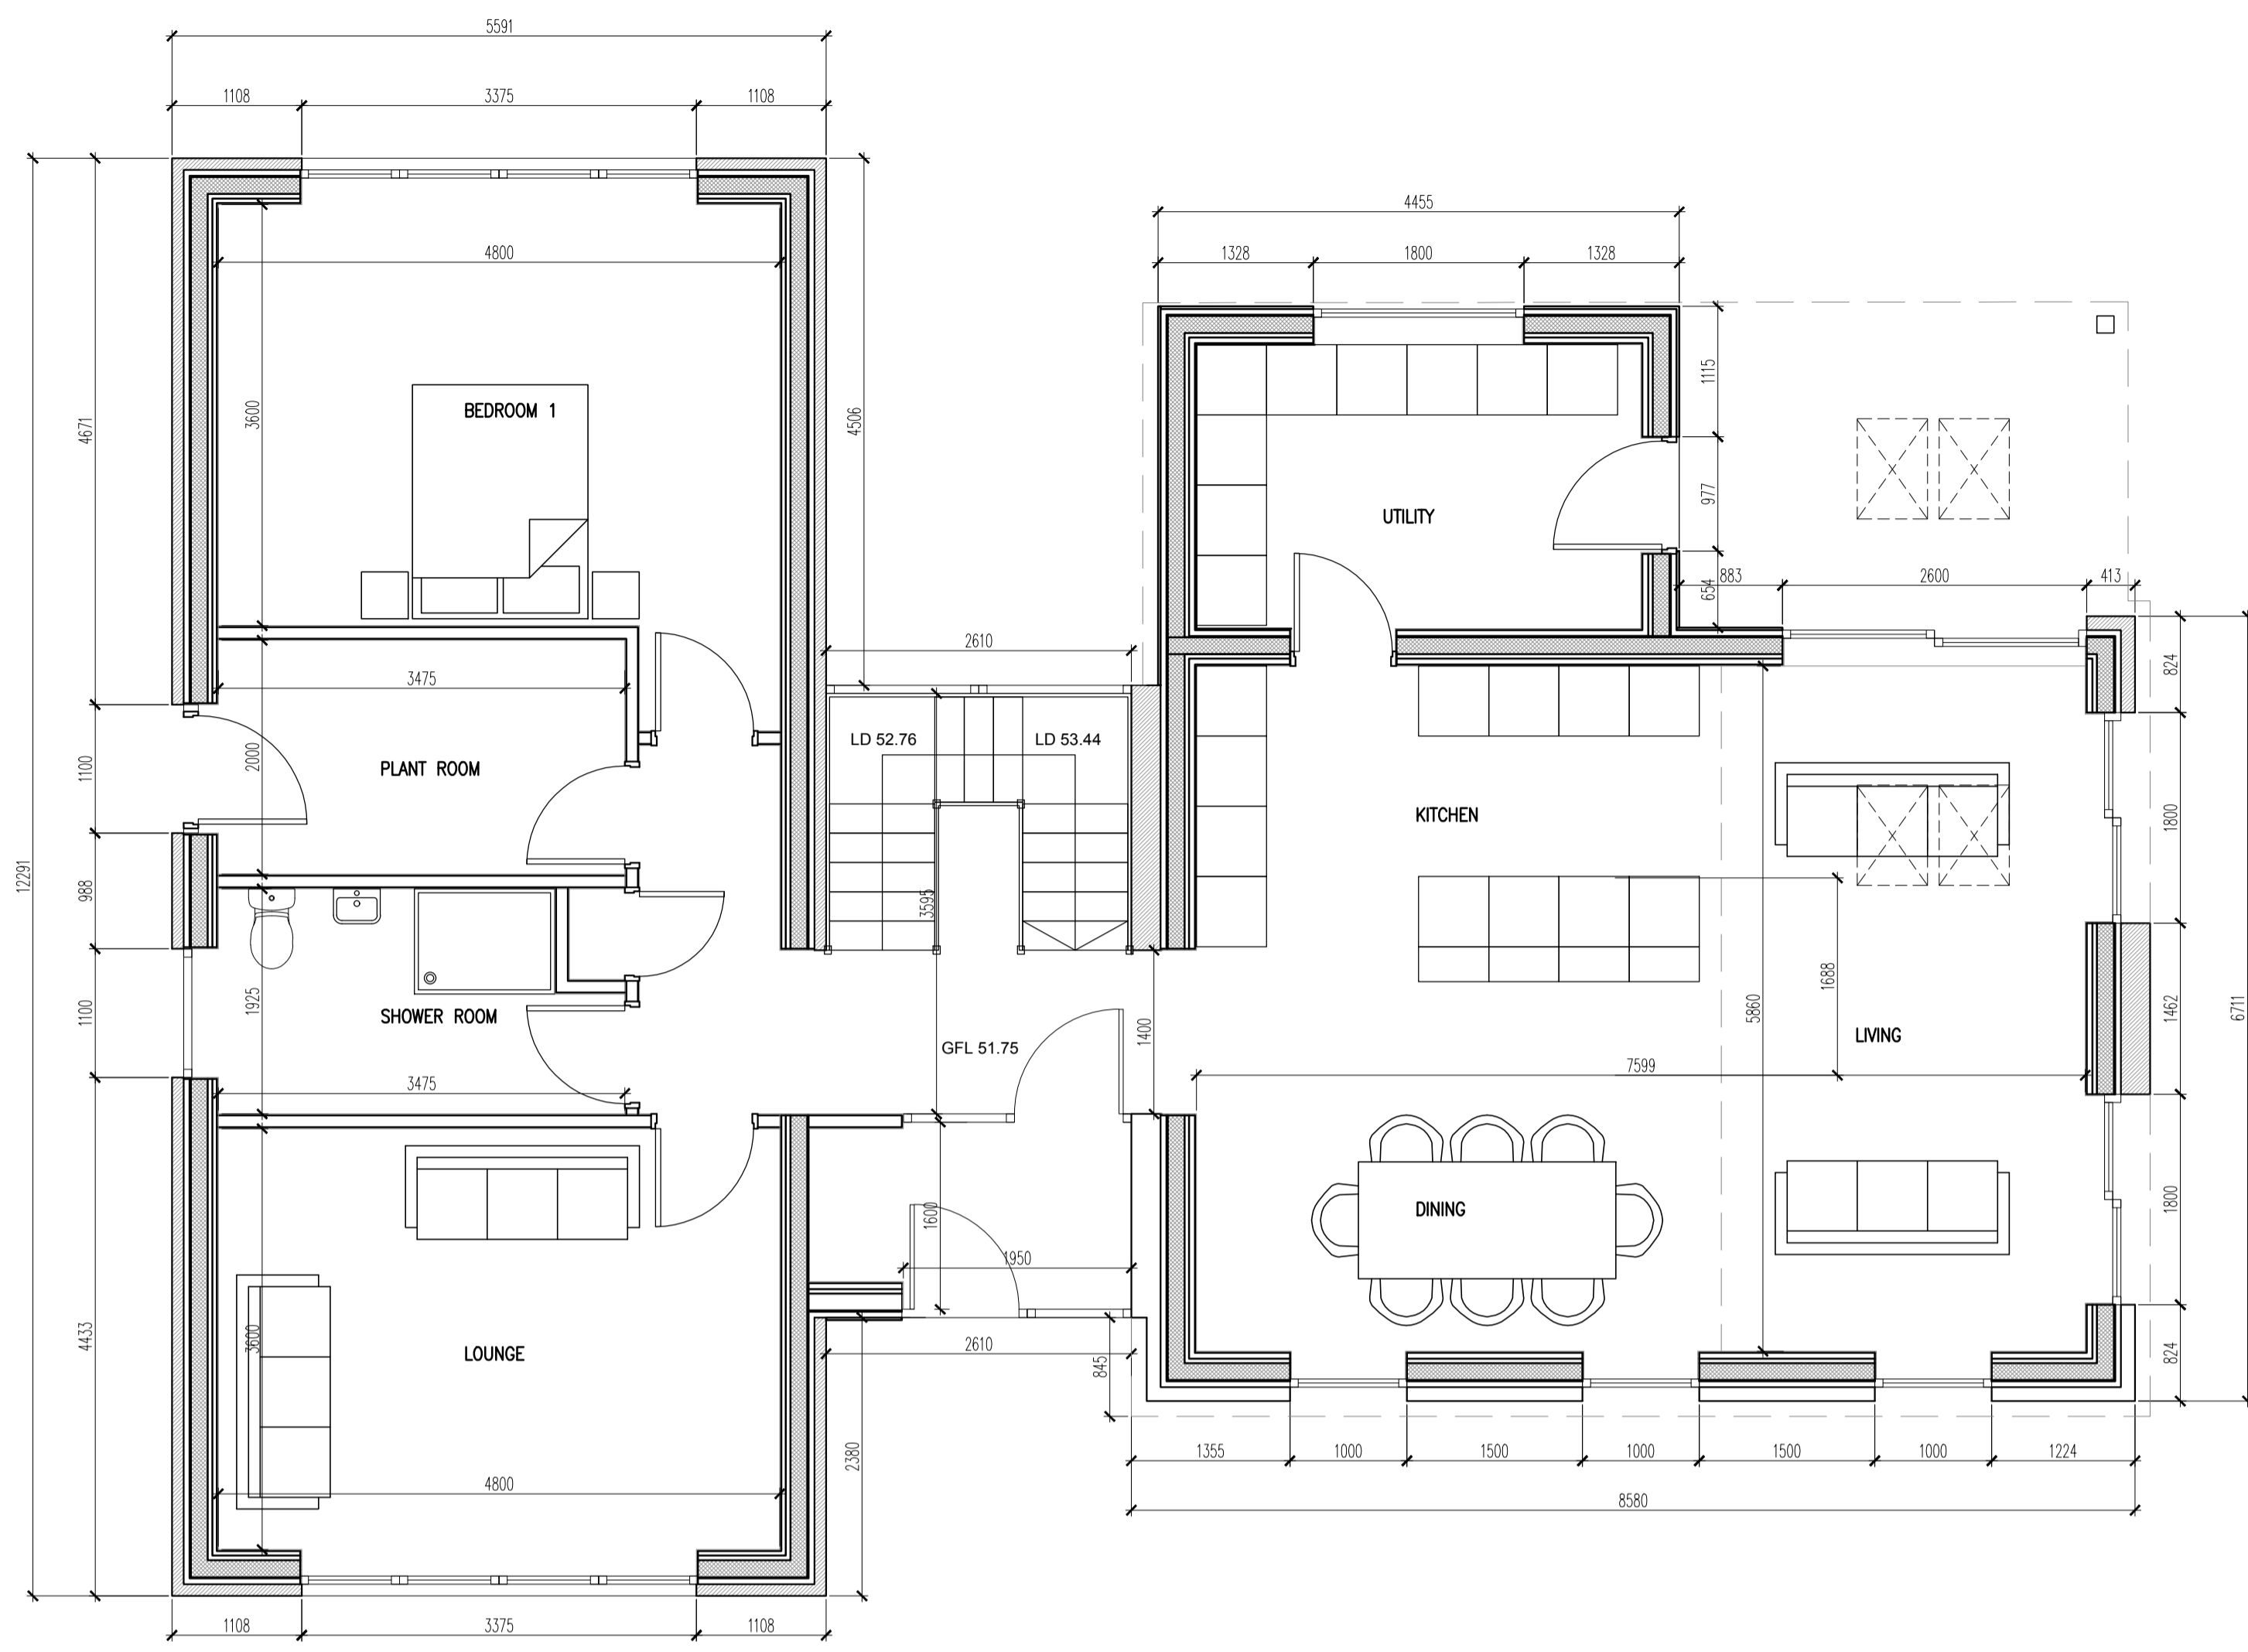 5591
1108 3375 1108
4455
1328 1800 1328
4800
4671
3600
4506
BEDROOM 1
1115
977
654
883 2600 413
UTILITY
2610
3475
824
LD 52.76 LD 53.44
2000
1100
PLANT ROOM
KITCHEN
1800
12291
988
3595
1688
5860
1462
6711
1925
1100
SHOWER ROOM
GFL 51.75
1400
LIVING
7599
3475
1600
DINING
1800
1950
4433
3600
LOUNGE
2610
845
824
2380
1355 1000 1500 1000 1500 1000 1224
4800
8580
1108 3375 1108